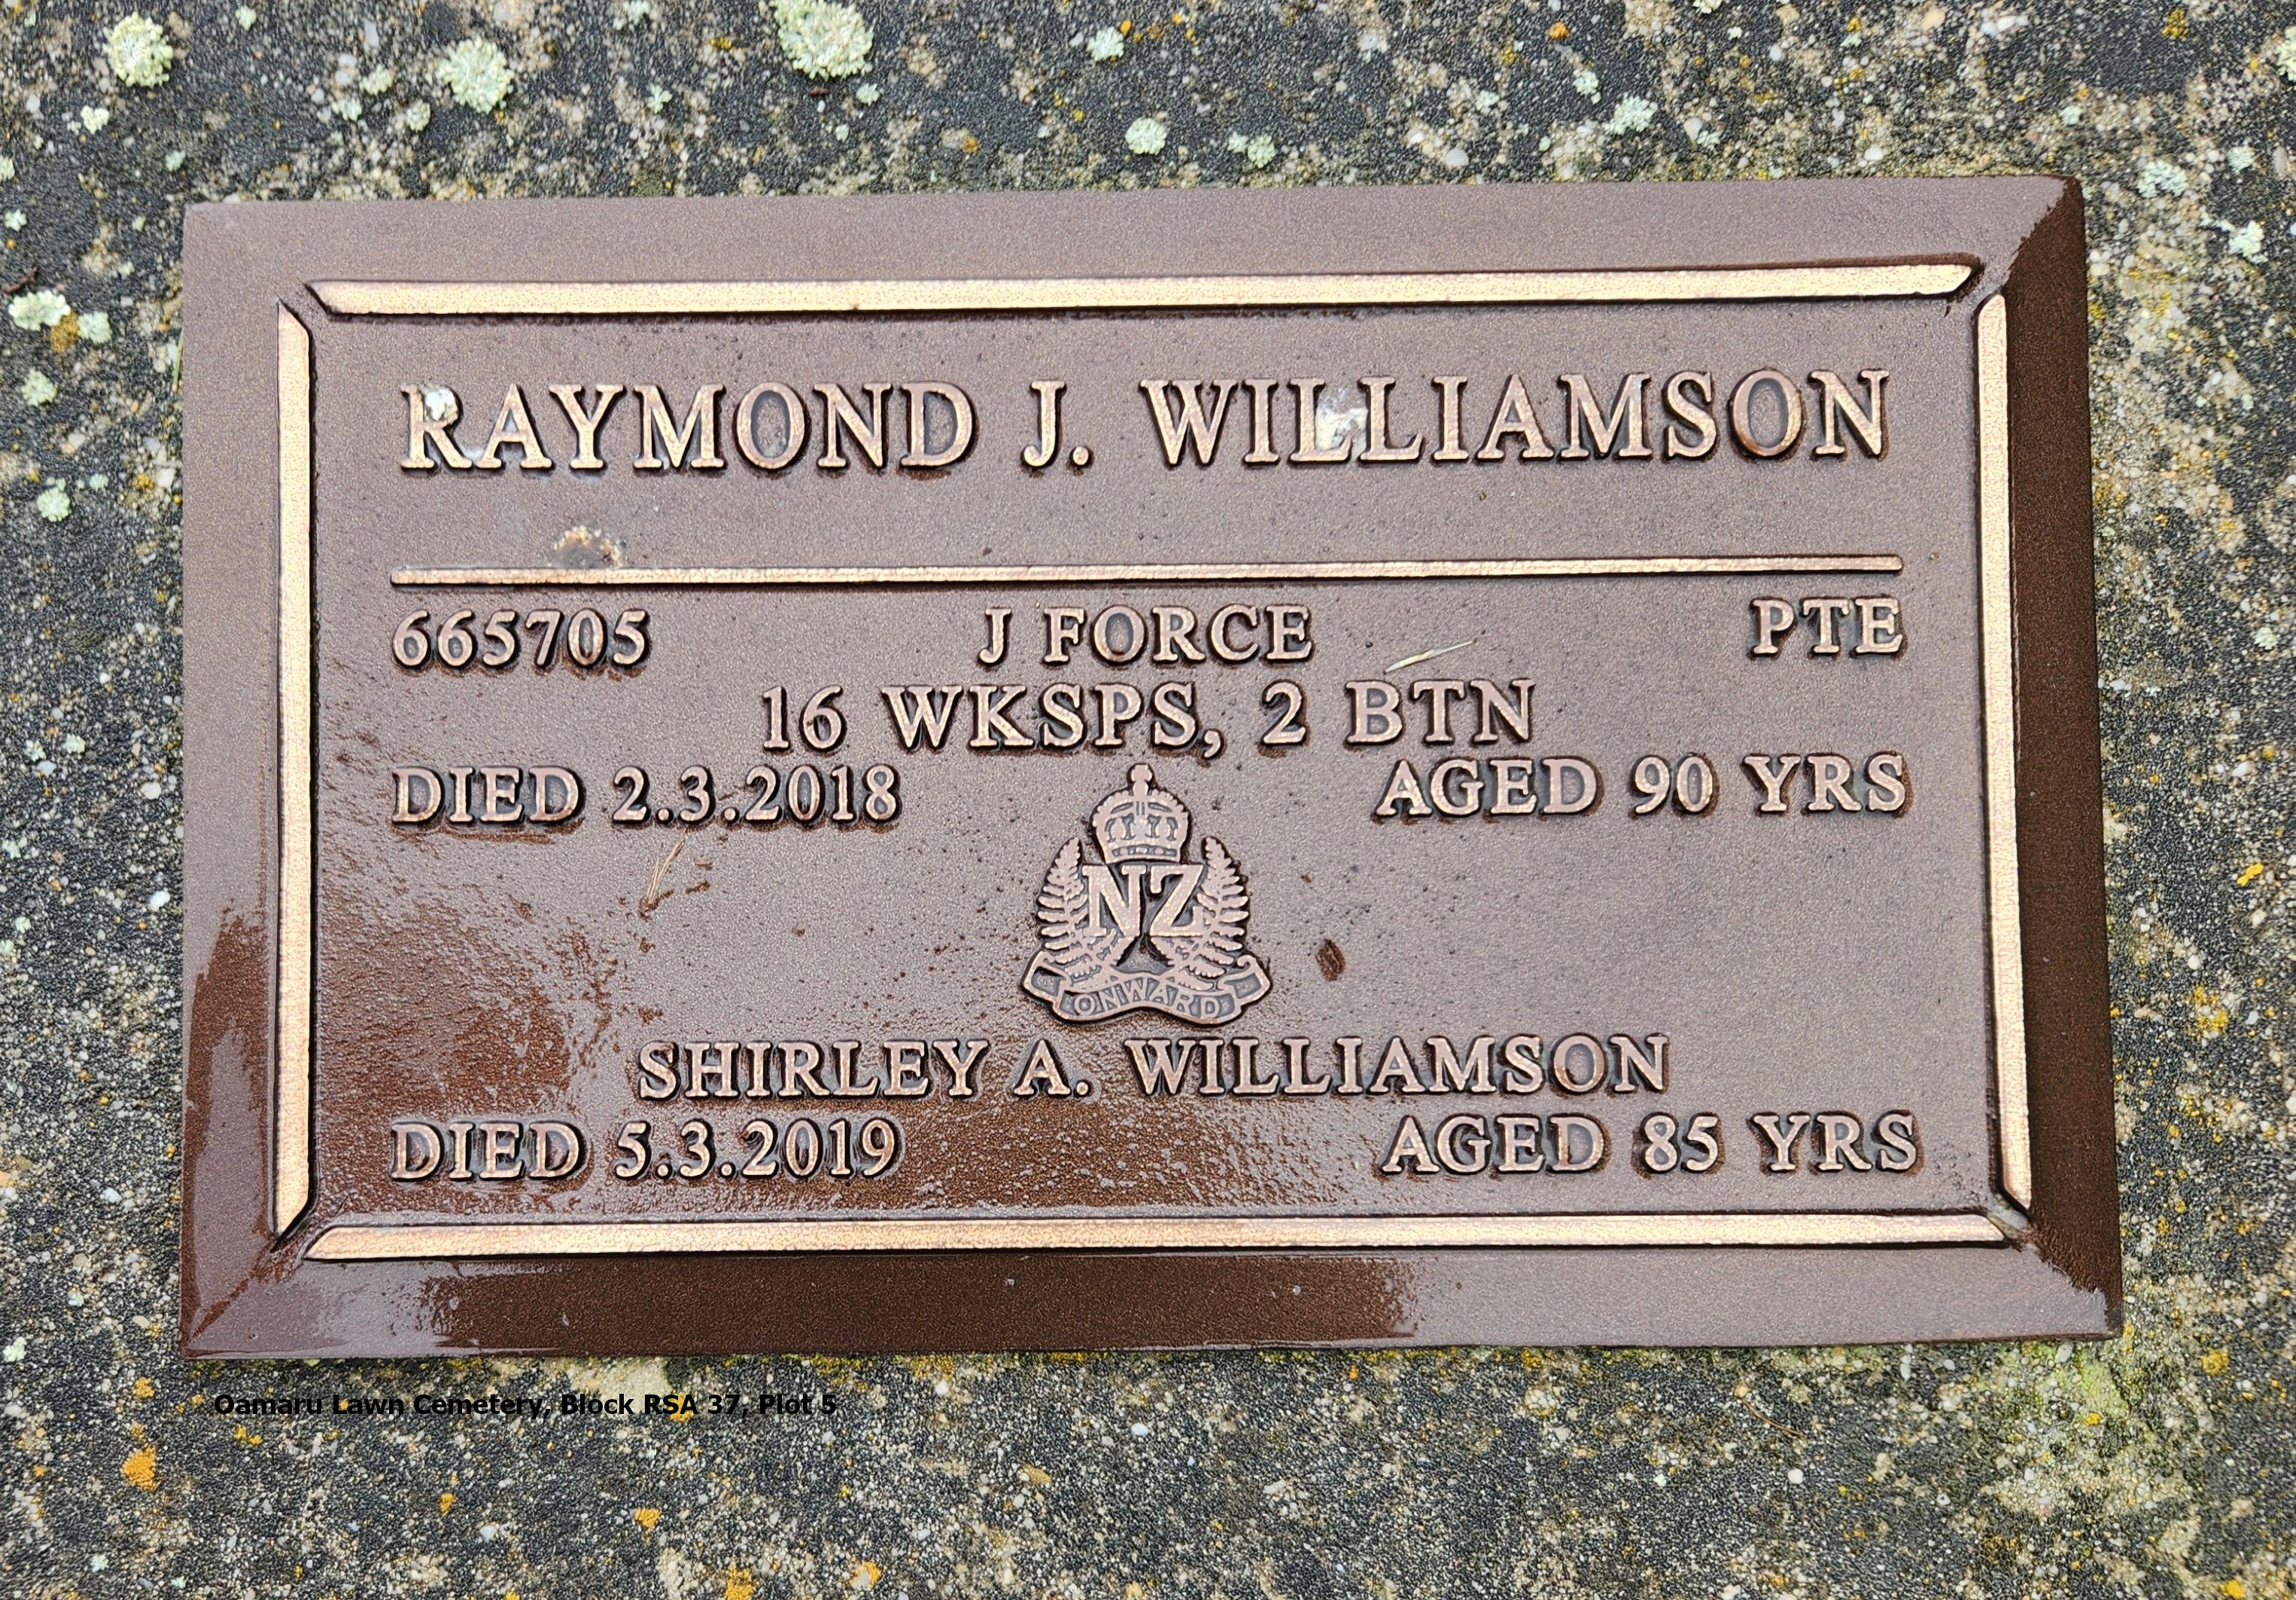 RAYMOND J. WILLIAMSON
665705 J FORCE PTE
16 WKSPS, 2 BTN
DIED 2.3.2018 AGED 90 YRS
NZ
ONWARD
SHIRLEY A. WILLIAMSON
DIED 5.3.2019 AGED 85 YRS
Oamaru Lawn Cemetery, Block RSA 37, Plot 5